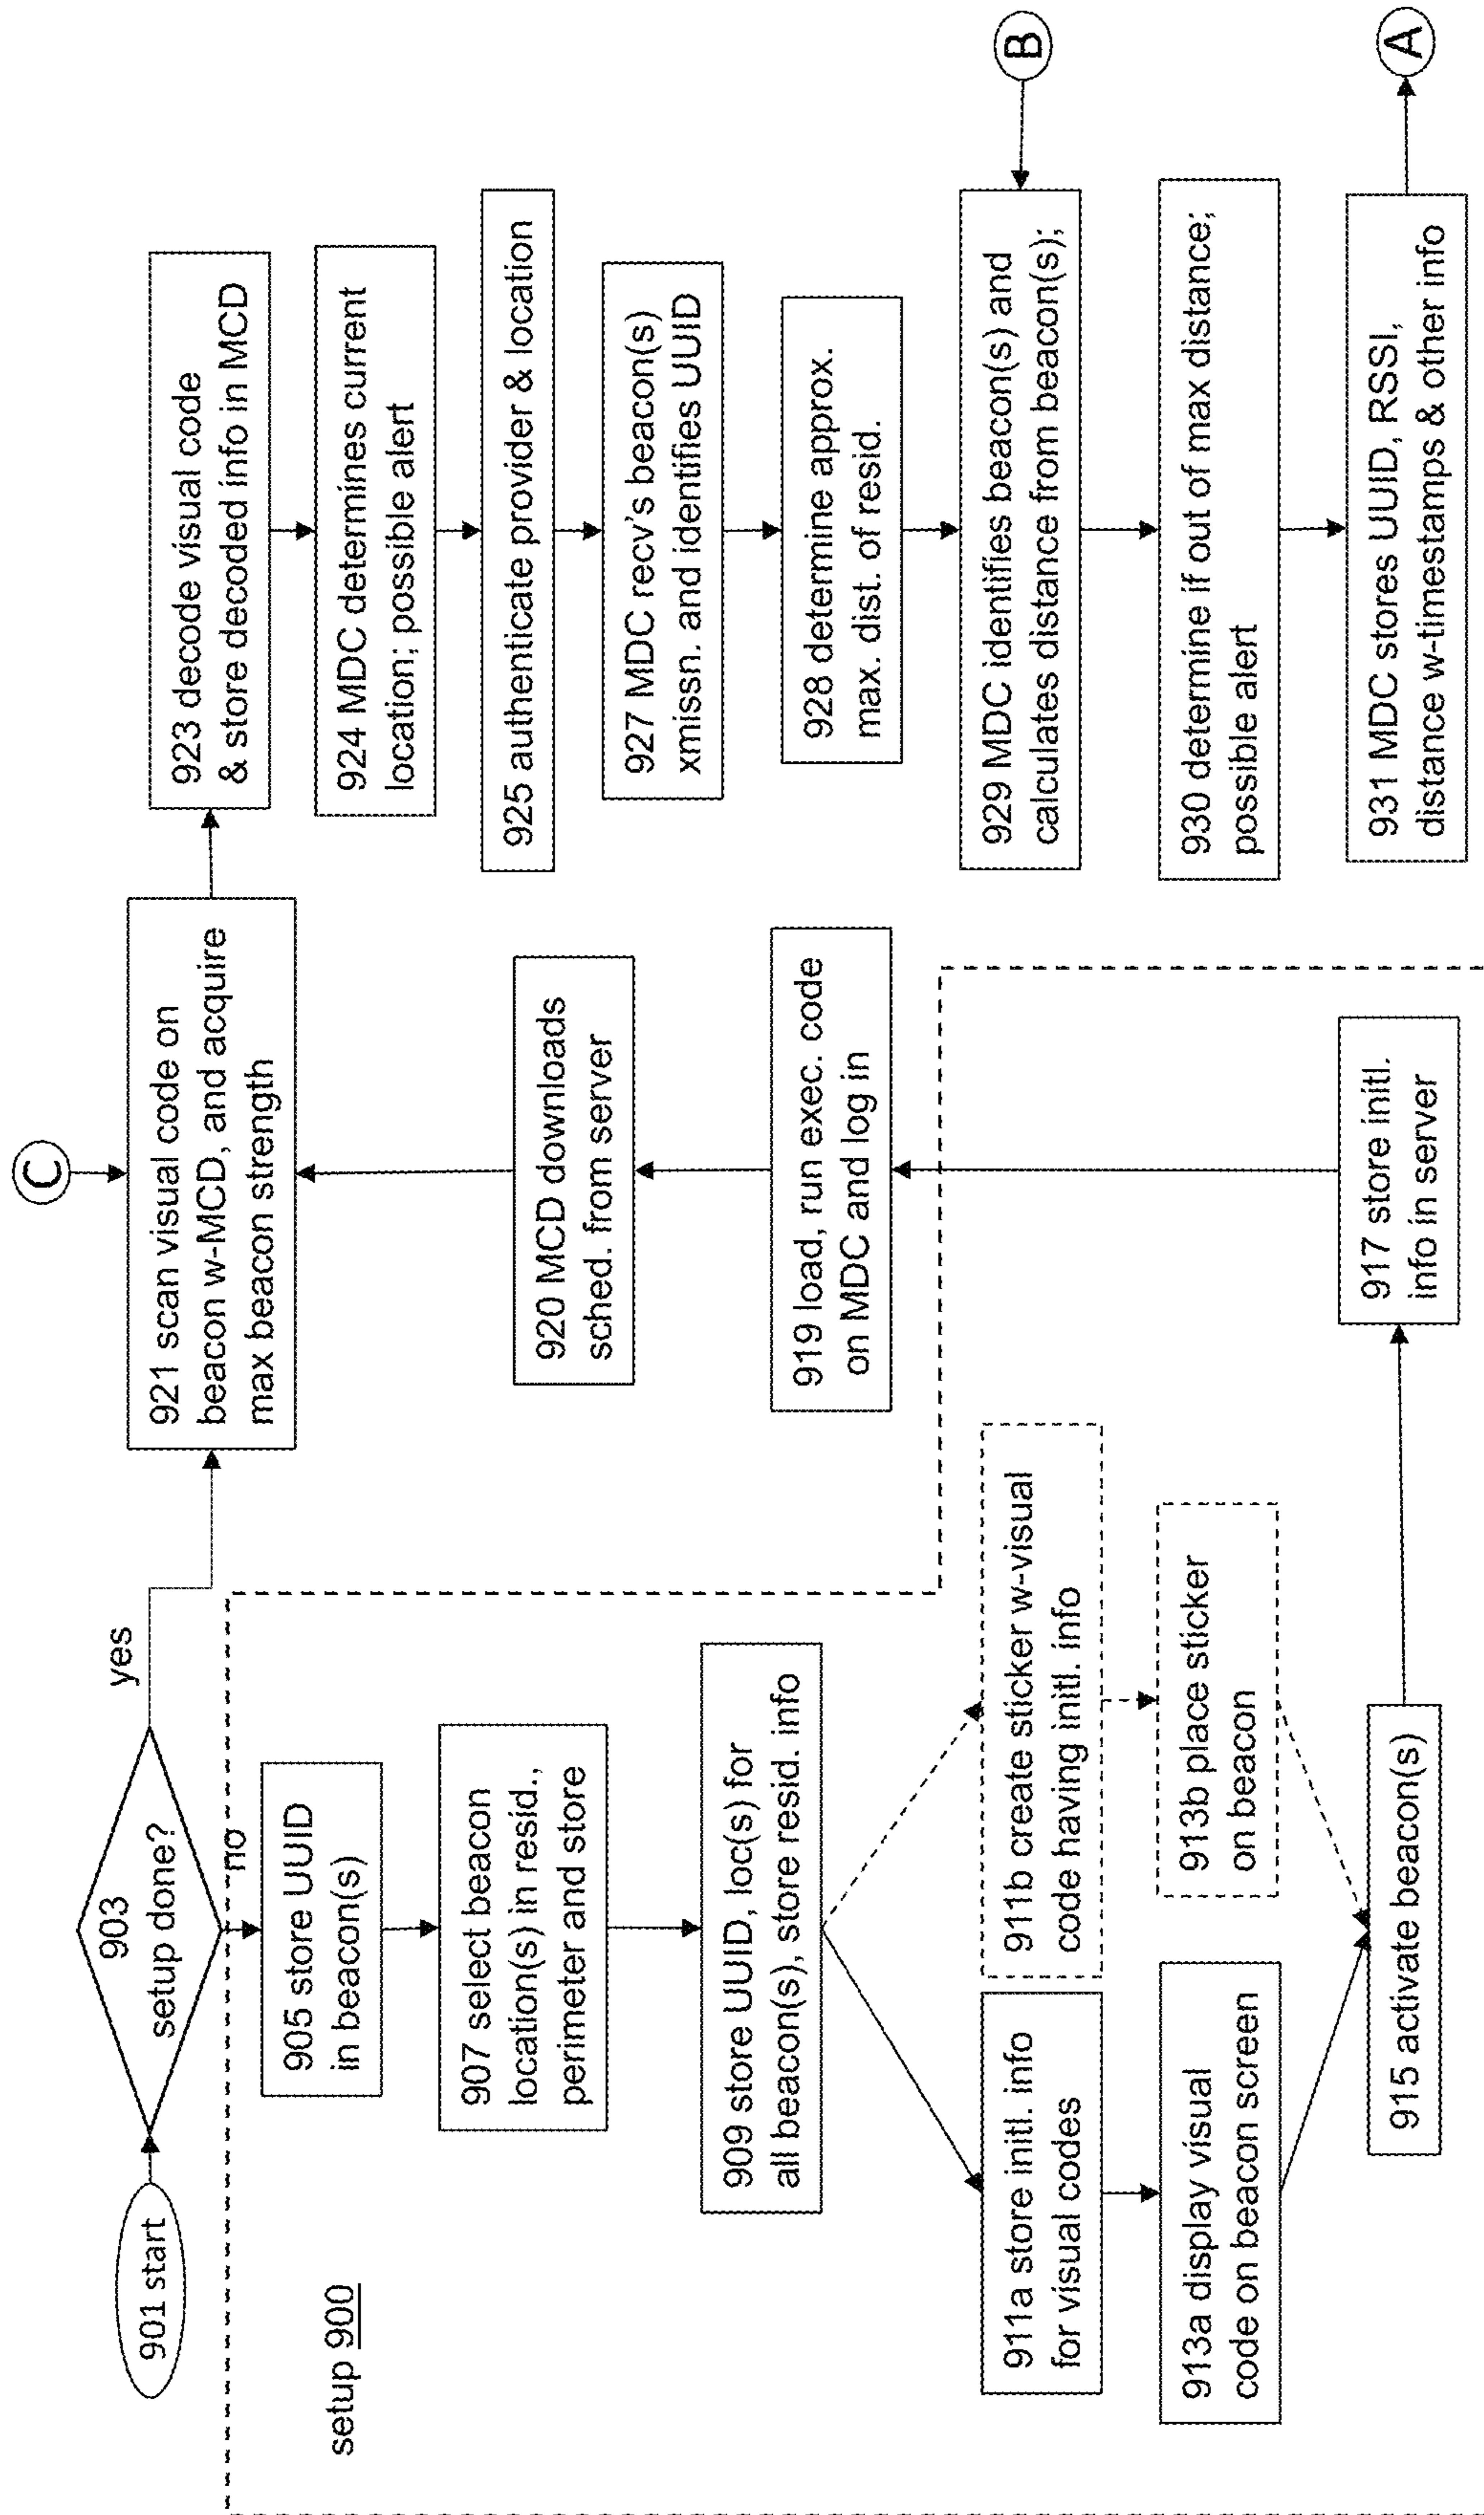 901 start
903
setup done?
yes
no
setup 900
905 store UUID
in beacon(s)
907 select beacon
location(s) in resid.,
perimeter and store
909 store UUID, loc(s) for
all beacon(s), store resid. info
911a store initl. info
for visual codes
911b create sticker w-visual
code having initl. info
913a display visual
code on beacon screen
913b place sticker
on beacon
915 activate beacon(s)
917 store initl.
info in server
919 load, run exec. code
on MDC and log in
920 MCD downloads
sched. from server
C
921 scan visual code on
beacon w-MCD, and acquire
max beacon strength
923 decode visual code
& store decoded info in MCD
924 MDC determines current
location; possible alert
925 authenticate provider & location
927 MDC recv's beacon(s)
xmissn. and identifies UUID
928 determine approx.
max. dist. of resid.
B
929 MDC identifies beacon(s) and
calculates distance from beacon(s);
930 determine if out of max distance;
possible alert
931 MDC stores UUID, RSSI,
distance w-timestamps & other info
A